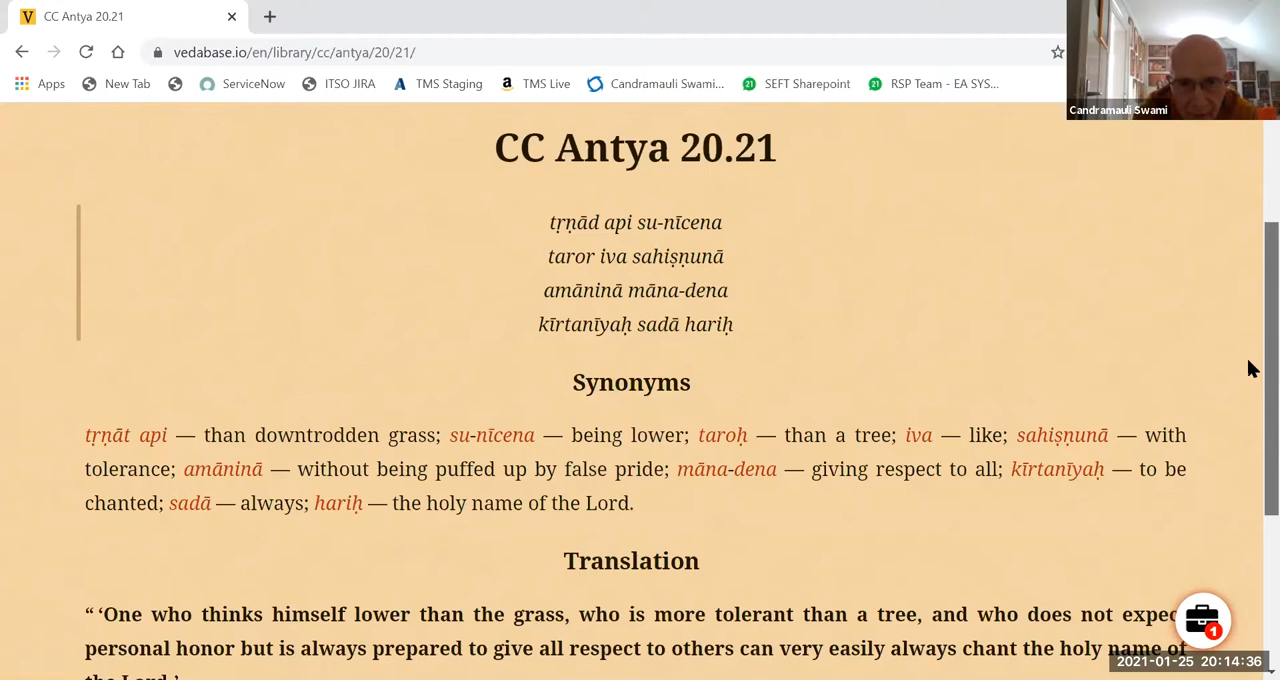 CC Antya 20.21
vedabase.io/en/library/cc/antya/20/21/
Apps New Tab ServiceNow ITSO JIRA TMS Staging TMS Live Candramauli Swami... SEFT Sharepoint RSP Team - EA SYS...
Candramauli Swami
CC Antya 20.21
tṛṇād api su-nīcena
taror iva sahiṣṇunā
amāninā māna-dena
kīrtanīyaḥ sadā hariḥ
Synonyms
tṛṇāt api — than downtrodden grass; su-nīcena — being lower; taroḥ — than a tree; iva — like; sahiṣṇunā — with
tolerance; amāninā — without being puffed up by false pride; māna-dena — giving respect to all; kīrtanīyaḥ — to be
chanted; sadā — always; hariḥ — the holy name of the Lord.
Translation
“ ‘One who thinks himself lower than the grass, who is more tolerant than a tree, and who does not expec
personal honor but is always prepared to give all respect to others can very easily always chant the holy name of
the Lord.’
1
2021-01-25 20:14:36